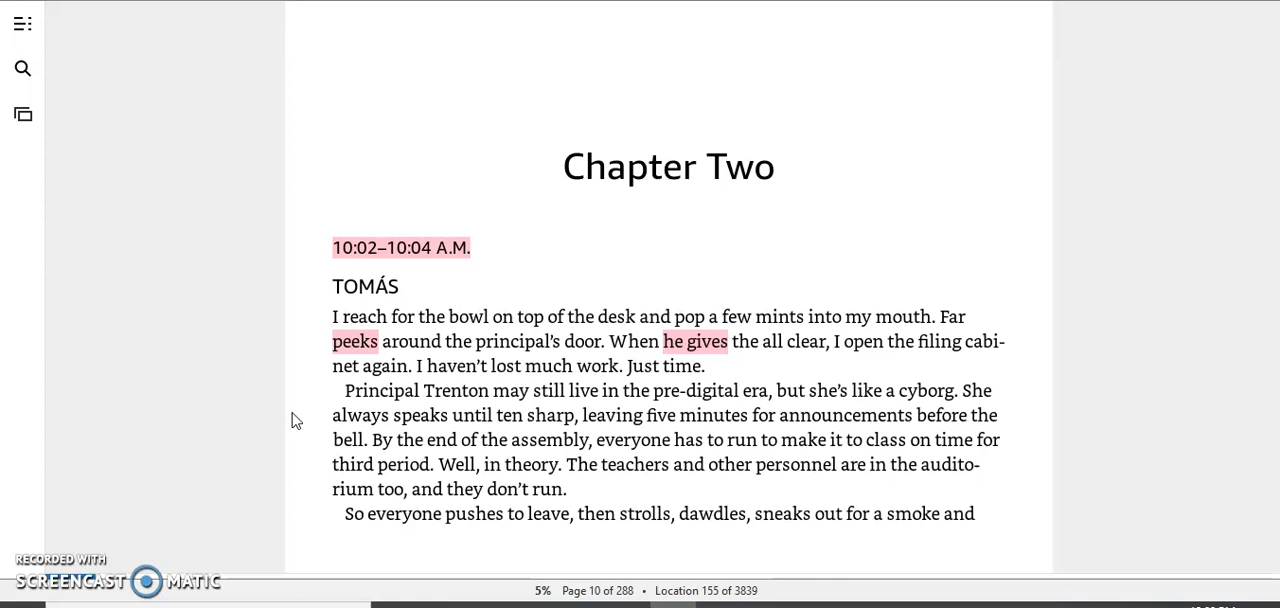 Chapter Two
10:02–10:04 A.M.
TOMÁS
I reach for the bowl on top of the desk and pop a few mints into my mouth. Far
peeks around the principal’s door. When he gives the all clear, I open the filing cabi-
net again. I haven’t lost much work. Just time.
Principal Trenton may still live in the pre-digital era, but she’s like a cyborg. She
always speaks until ten sharp, leaving five minutes for announcements before the
bell. By the end of the assembly, everyone has to run to make it to class on time for
third period. Well, in theory. The teachers and other personnel are in the audito-
rium too, and they don’t run.
So everyone pushes to leave, then strolls, dawdles, sneaks out for a smoke and
RECORDED WITH
SCREENCAST MATIC
5% Page 10 of 288 • Location 155 of 3839